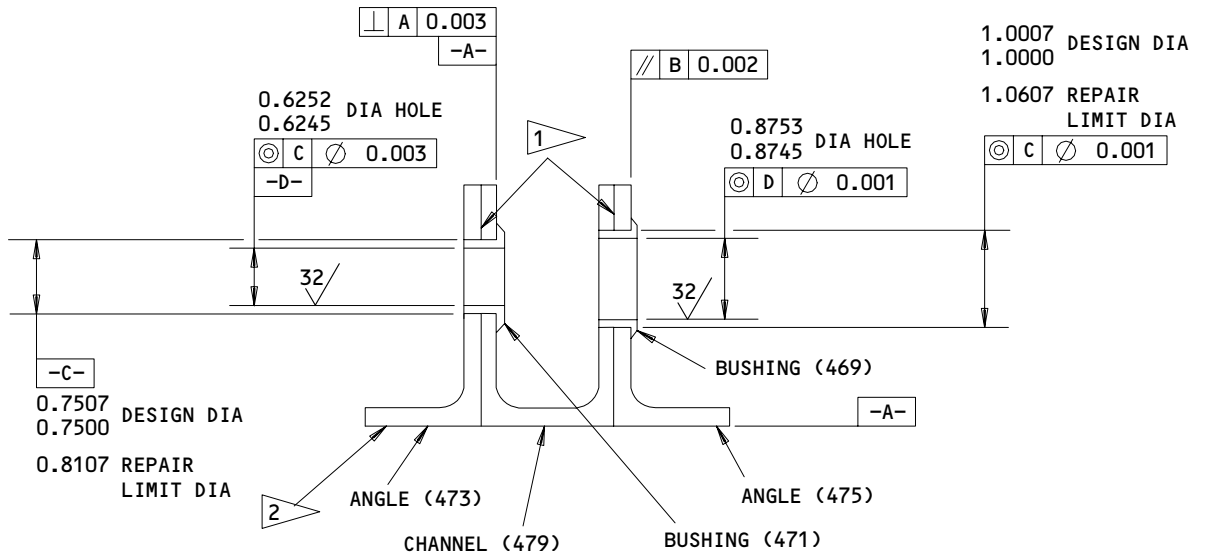 ⊥ A 0.003
-A-
// B 0.002
1.0007
1.0000 DESIGN DIA
1.0607 REPAIR
LIMIT DIA
◎ C ∅ 0.001
0.6252
0.6245 DIA HOLE
◎ C ∅ 0.003
-D-
1
0.8753
0.8745 DIA HOLE
◎ D ∅ 0.001
32
32
-C-
0.7507
0.7500 DESIGN DIA
0.8107 REPAIR
LIMIT DIA
BUSHING (469)
-A-
2
ANGLE (473)
ANGLE (475)
CHANNEL (479)
BUSHING (471)